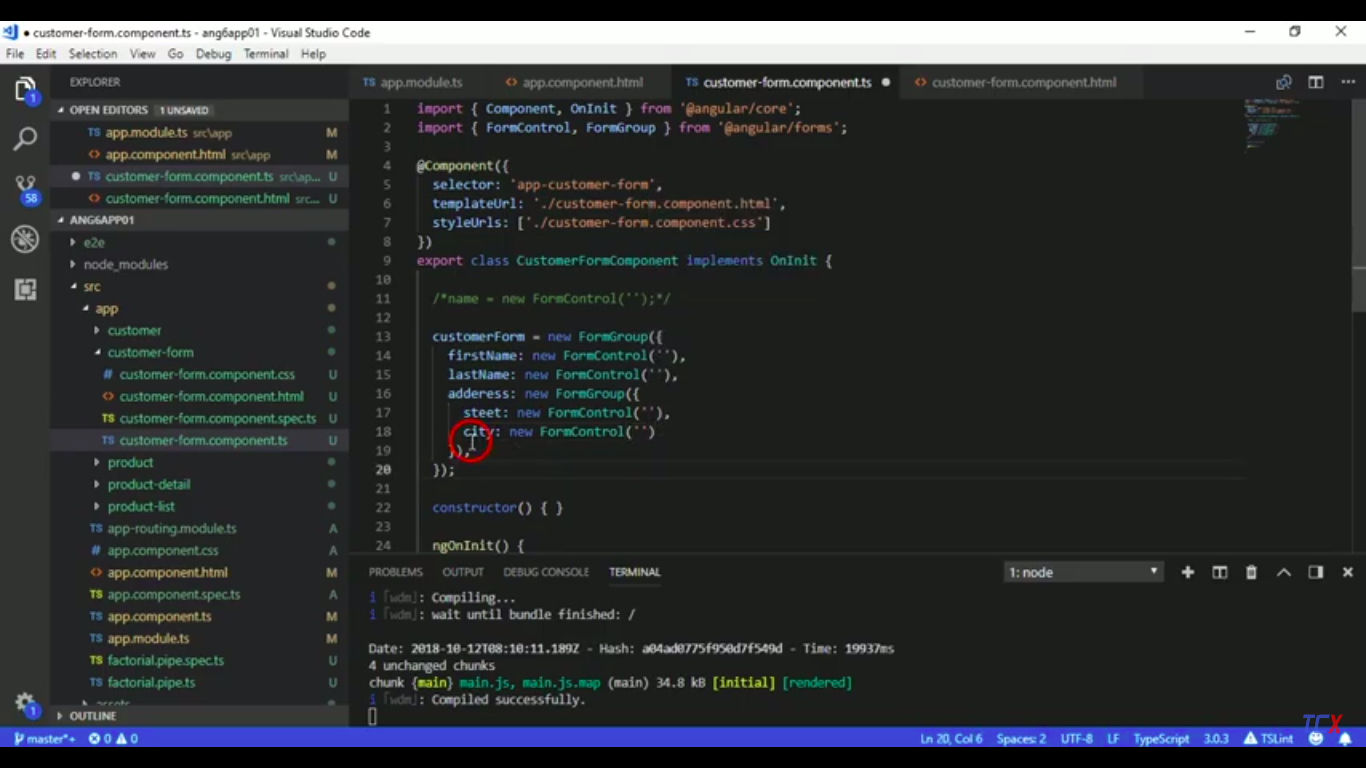 customer-form.component.ts - ang6app01 - Visual Studio Code
File Edit Selection View Go Debug Terminal Help
EXPLORER
OPEN EDITORS 1 UNSAVED
TS app.module.ts src\app M
<> app.component.html src\app M
TS customer-form.component.ts src\ap... U
<> customer-form.component.html src... U
ANG6APP01
e2e
node_modules
src
app
customer
customer-form
# customer-form.component.css U
<> customer-form.component.html U
TS customer-form.component.spec.ts U
TS customer-form.component.ts U
product
product-detail
product-list
TS app-routing.module.ts A
# app.component.css A
<> app.component.html M
TS app.component.spec.ts A
TS app.component.ts M
TS app.module.ts M
TS factorial.pipe.spec.ts U
TS factorial.pipe.ts U
OUTLINE
1
58
1
TS app.module.ts <> app.component.html TS customer-form.component.ts <> customer-form.component.html
1 import { Component, OnInit } from '@angular/core';
2 import { FormControl, FormGroup } from '@angular/forms';
3
4 @Component({
5 selector: 'app-customer-form',
6 templateUrl: './customer-form.component.html',
7 styleUrls: ['./customer-form.component.css']
8 })
9 export class CustomerFormComponent implements OnInit {
10
11 /*name = new FormControl('');*/
12
13 customerForm = new FormGroup({
14 firstName: new FormControl(''),
15 lastName: new FormControl(''),
16 adderess: new FormGroup({
17 steet: new FormControl(''),
18 city: new FormControl('')
19 }),
20 });
21
22 constructor() { }
23
24 ngOnInit() {
PROBLEMS OUTPUT DEBUG CONSOLE TERMINAL 1: node
i ｢wdm｣: Compiling...
i ｢wdm｣: wait until bundle finished: /
Date: 2018-10-12T08:10:11.189Z - Hash: a04ad0775f950d7f549d - Time: 19937ms
4 unchanged chunks
chunk {main} main.js, main.js.map (main) 34.8 kB [initial] [rendered]
i ｢wdm｣: Compiled successfully.
TCX
master*+ 0 0 Ln 20, Col 6 Spaces: 2 UTF-8 LF TypeScript 3.0.3 TSLint